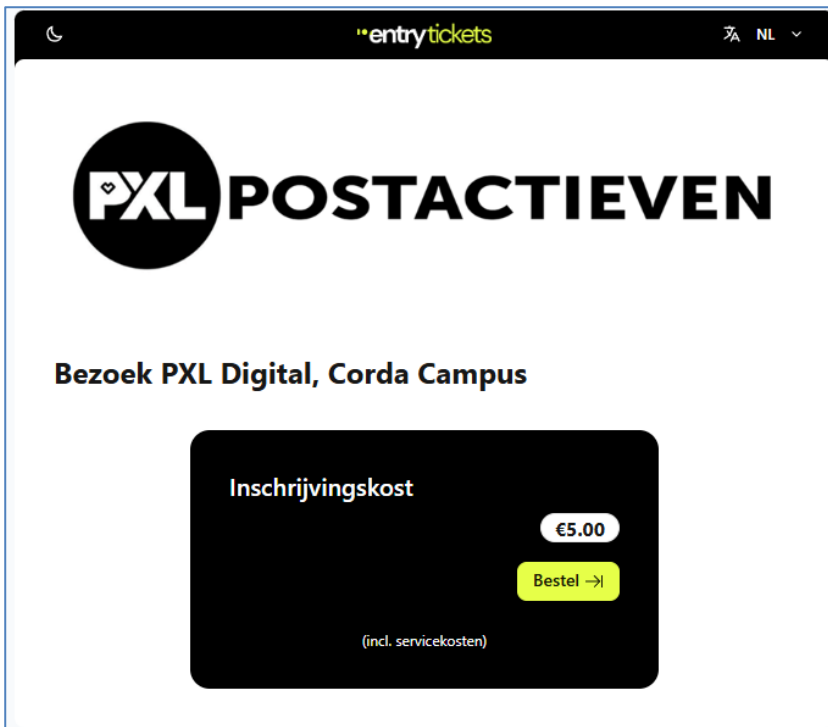 entrytickets
NL
PXL POSTACTIEVEN
Bezoek PXL Digital, Corda Campus
Inschrijvingskost
€5.00
Bestel
(incl. servicekosten)